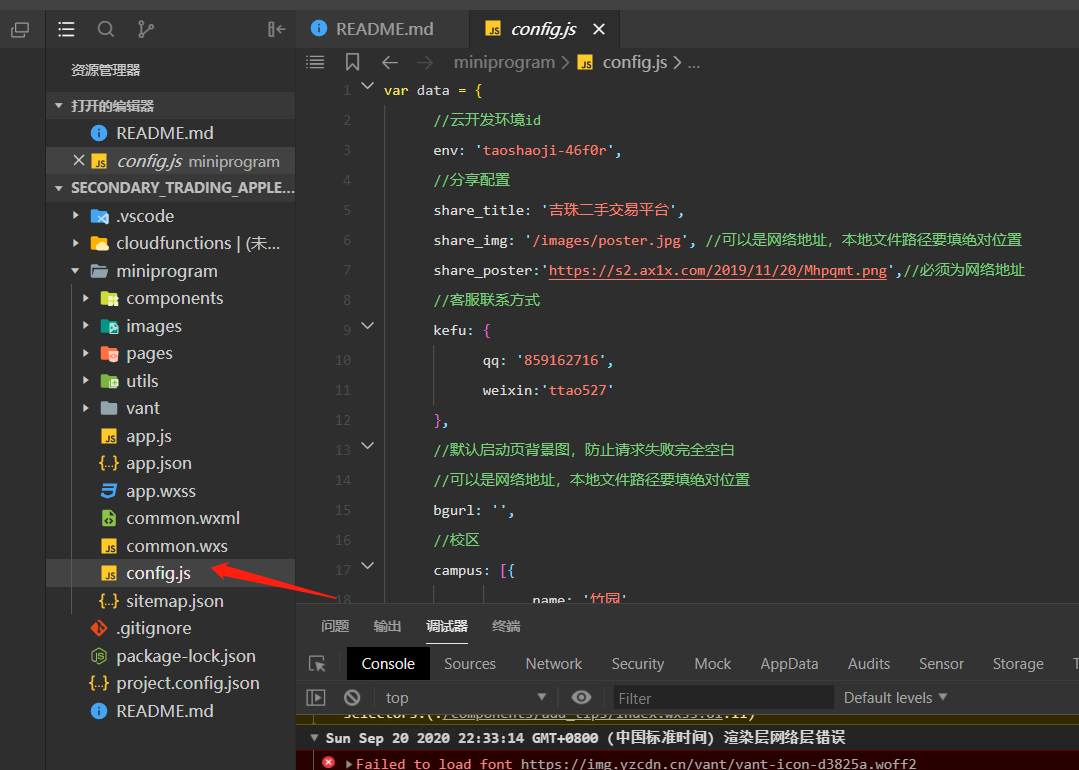 README.md
config.js
资源管理器
打开的编辑器
README.md
config.js miniprogram
SECONDARY_TRADING_APPLE...
.vscode
cloudfunctions | (未...
miniprogram
components
images
pages
utils
vant
app.js
app.json
app.wxss
common.wxml
common.wxs
config.js
sitemap.json
.gitignore
package-lock.json
project.config.json
README.md
miniprogram > config.js > ...
1 var data = {
2 //云开发环境id
3 env: 'taoshaoji-46f0r',
4 //分享配置
5 share_title: '吉珠二手交易平台',
6 share_img: '/images/poster.jpg', //可以是网络地址，本地文件路径要填绝对位置
7 share_poster:'https://s2.ax1x.com/2019/11/20/Mhpqmt.png',//必须为网络地址
8 //客服联系方式
9 kefu: {
10 qq: '859162716',
11 weixin:'ttao527'
12 },
13 //默认启动页背景图，防止请求失败完全空白
14 //可以是网络地址，本地文件路径要填绝对位置
15 bgurl: '',
16 //校区
17 campus: [{
18 name: '竹园'
问题 输出 调试器 终端
Console Sources Network Security Mock AppData Audits Sensor Storage T
top Filter Default levels
selectors.(./components/add_tips/index.wxss:81:11)
Sun Sep 20 2020 22:33:14 GMT+0800 (中国标准时间) 渲染层网络层错误
Failed to load font https://img.yzcdn.cn/vant/vant-icon-d3825a.woff2